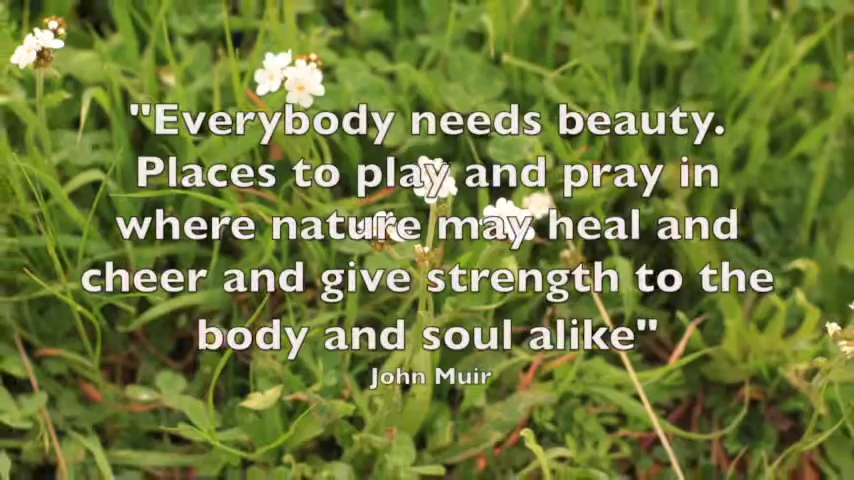 "Everybody needs beauty.
Places to play and pray in
where nature may heal and
cheer and give strength to the
body and soul alike"
John Muir